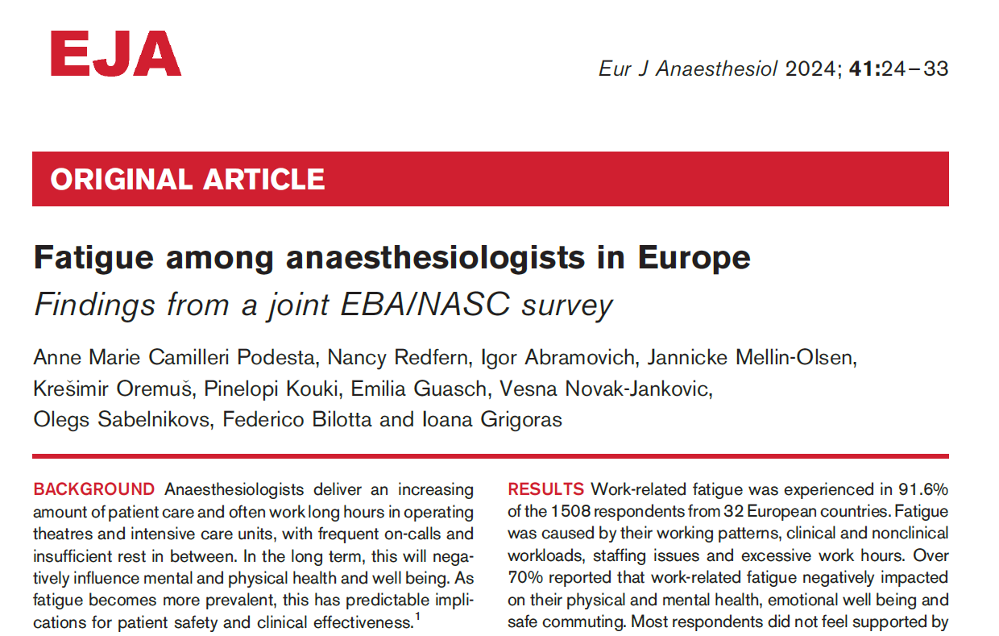 EJA
Eur J Anaesthesiol 2024; 41:24–33
ORIGINAL ARTICLE
Fatigue among anaesthesiologists in Europe
Findings from a joint EBA/NASC survey
Anne Marie Camilleri Podesta, Nancy Redfern, Igor Abramovich, Jannicke Mellin-Olsen,
Krešimir Oremuš, Pinelopi Kouki, Emilia Guasch, Vesna Novak-Jankovic,
Olegs Sabelnikovs, Federico Bilotta and Ioana Grigoras
BACKGROUND Anaesthesiologists deliver an increasing
amount of patient care and often work long hours in operating
theatres and intensive care units, with frequent on-calls and
insufficient rest in between. In the long term, this will nega-
tively influence mental and physical health and well being. As
fatigue becomes more prevalent, this has predictable impli-
cations for patient safety and clinical effectiveness.1
RESULTS Work-related fatigue was experienced in 91.6%
of the 1508 respondents from 32 European countries. Fatigue
was caused by their working patterns, clinical and nonclinical
workloads, staffing issues and excessive work hours. Over
70% reported that work-related fatigue negatively impacted
on their physical and mental health, emotional well being and
safe commuting. Most respondents did not feel supported by